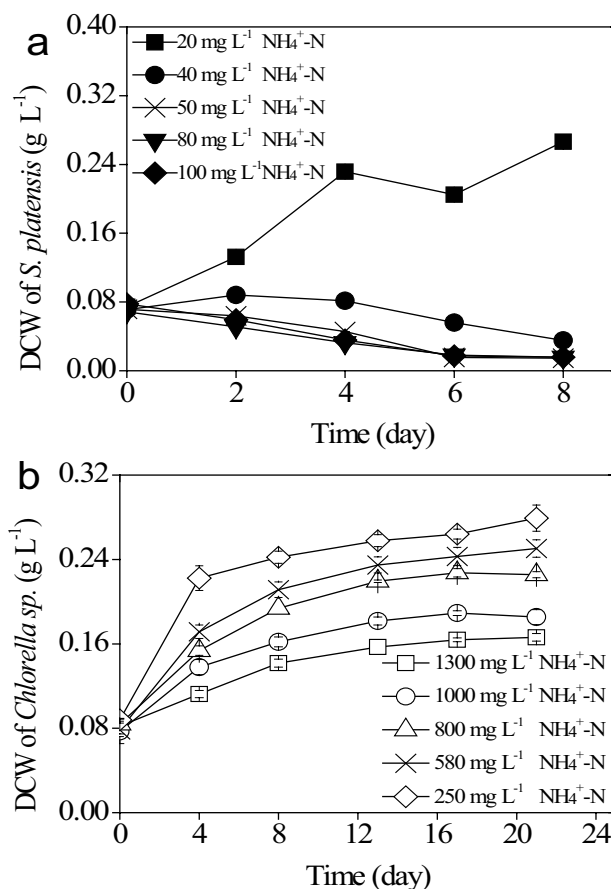 a
0.40
0.32
0.24
0.16
0.08
0.00
DCW of S. platensis (g L⁻¹)
20 mg L⁻¹ NH₄⁺-N
40 mg L⁻¹ NH₄⁺-N
50 mg L⁻¹ NH₄⁺-N
80 mg L⁻¹ NH₄⁺-N
100 mg L⁻¹NH₄⁺-N
0 2 4 6 8
Time (day)
b
0.32
0.24
0.16
0.08
0.00
DCW of Chlorella sp. (g L⁻¹)
1300 mg L⁻¹ NH₄⁺-N
1000 mg L⁻¹ NH₄⁺-N
800 mg L⁻¹ NH₄⁺-N
580 mg L⁻¹ NH₄⁺-N
250 mg L⁻¹ NH₄⁺-N
0 4 8 12 16 20 24
Time (day)